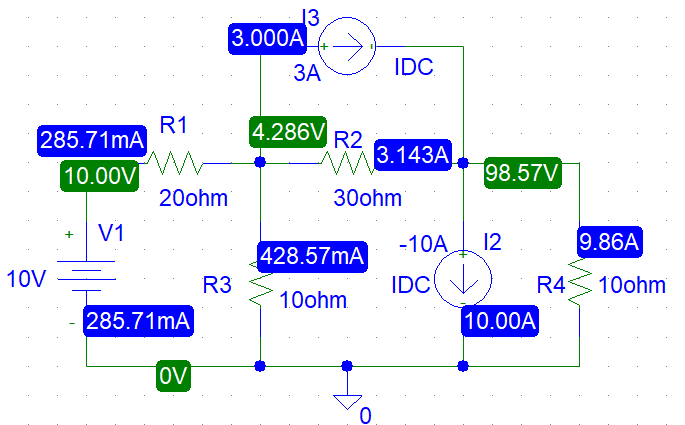 I3
3.000A
+
-
3A
IDC
R1
285.71mA
4.286V
R2
3.143A
10.00V
98.57V
20ohm
30ohm
+
V1
-10A
I2
9.86A
428.57mA
+
10V
R3
IDC
R4
10ohm
10ohm
-
285.71mA
-
10.00A
0V
0